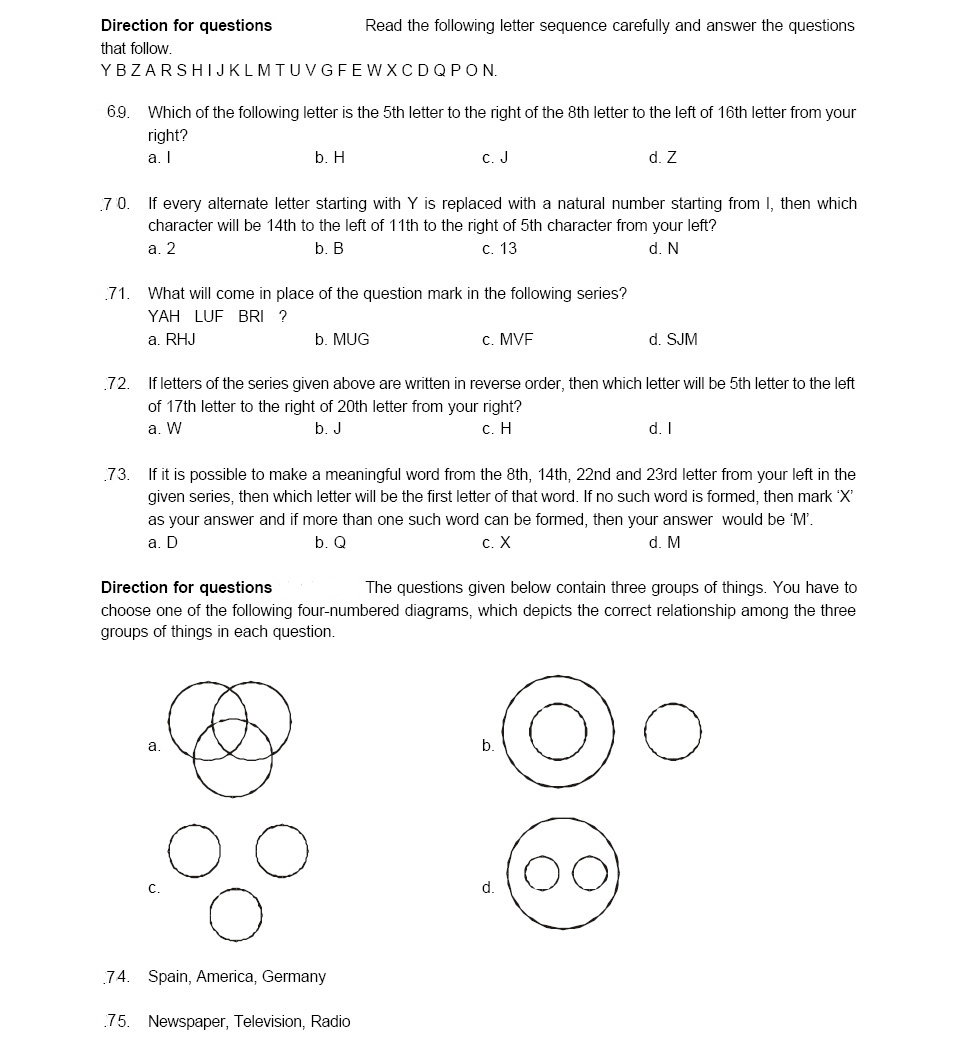 Direction for questions Read the following letter sequence carefully and answer the questions
that follow.
Y B Z A R S H I J K L M T U V G F E W X C D Q P O N.
69. Which of the following letter is the 5th letter to the right of the 8th letter to the left of 16th letter from your
right?
a. I b. H c. J d. Z
70. If every alternate letter starting with Y is replaced with a natural number starting from I, then which
character will be 14th to the left of 11th to the right of 5th character from your left?
a. 2 b. B c. 13 d. N
71. What will come in place of the question mark in the following series?
YAH LUF BRI ?
a. RHJ b. MUG c. MVF d. SJM
72. If letters of the series given above are written in reverse order, then which letter will be 5th letter to the left
of 17th letter to the right of 20th letter from your right?
a. W b. J c. H d. I
73. If it is possible to make a meaningful word from the 8th, 14th, 22nd and 23rd letter from your left in the
given series, then which letter will be the first letter of that word. If no such word is formed, then mark ‘X’
as your answer and if more than one such word can be formed, then your answer would be ‘M’.
a. D b. Q c. X d. M
Direction for questions The questions given below contain three groups of things. You have to
choose one of the following four-numbered diagrams, which depicts the correct relationship among the three
groups of things in each question.
a. b.
c. d.
74. Spain, America, Germany
75. Newspaper, Television, Radio